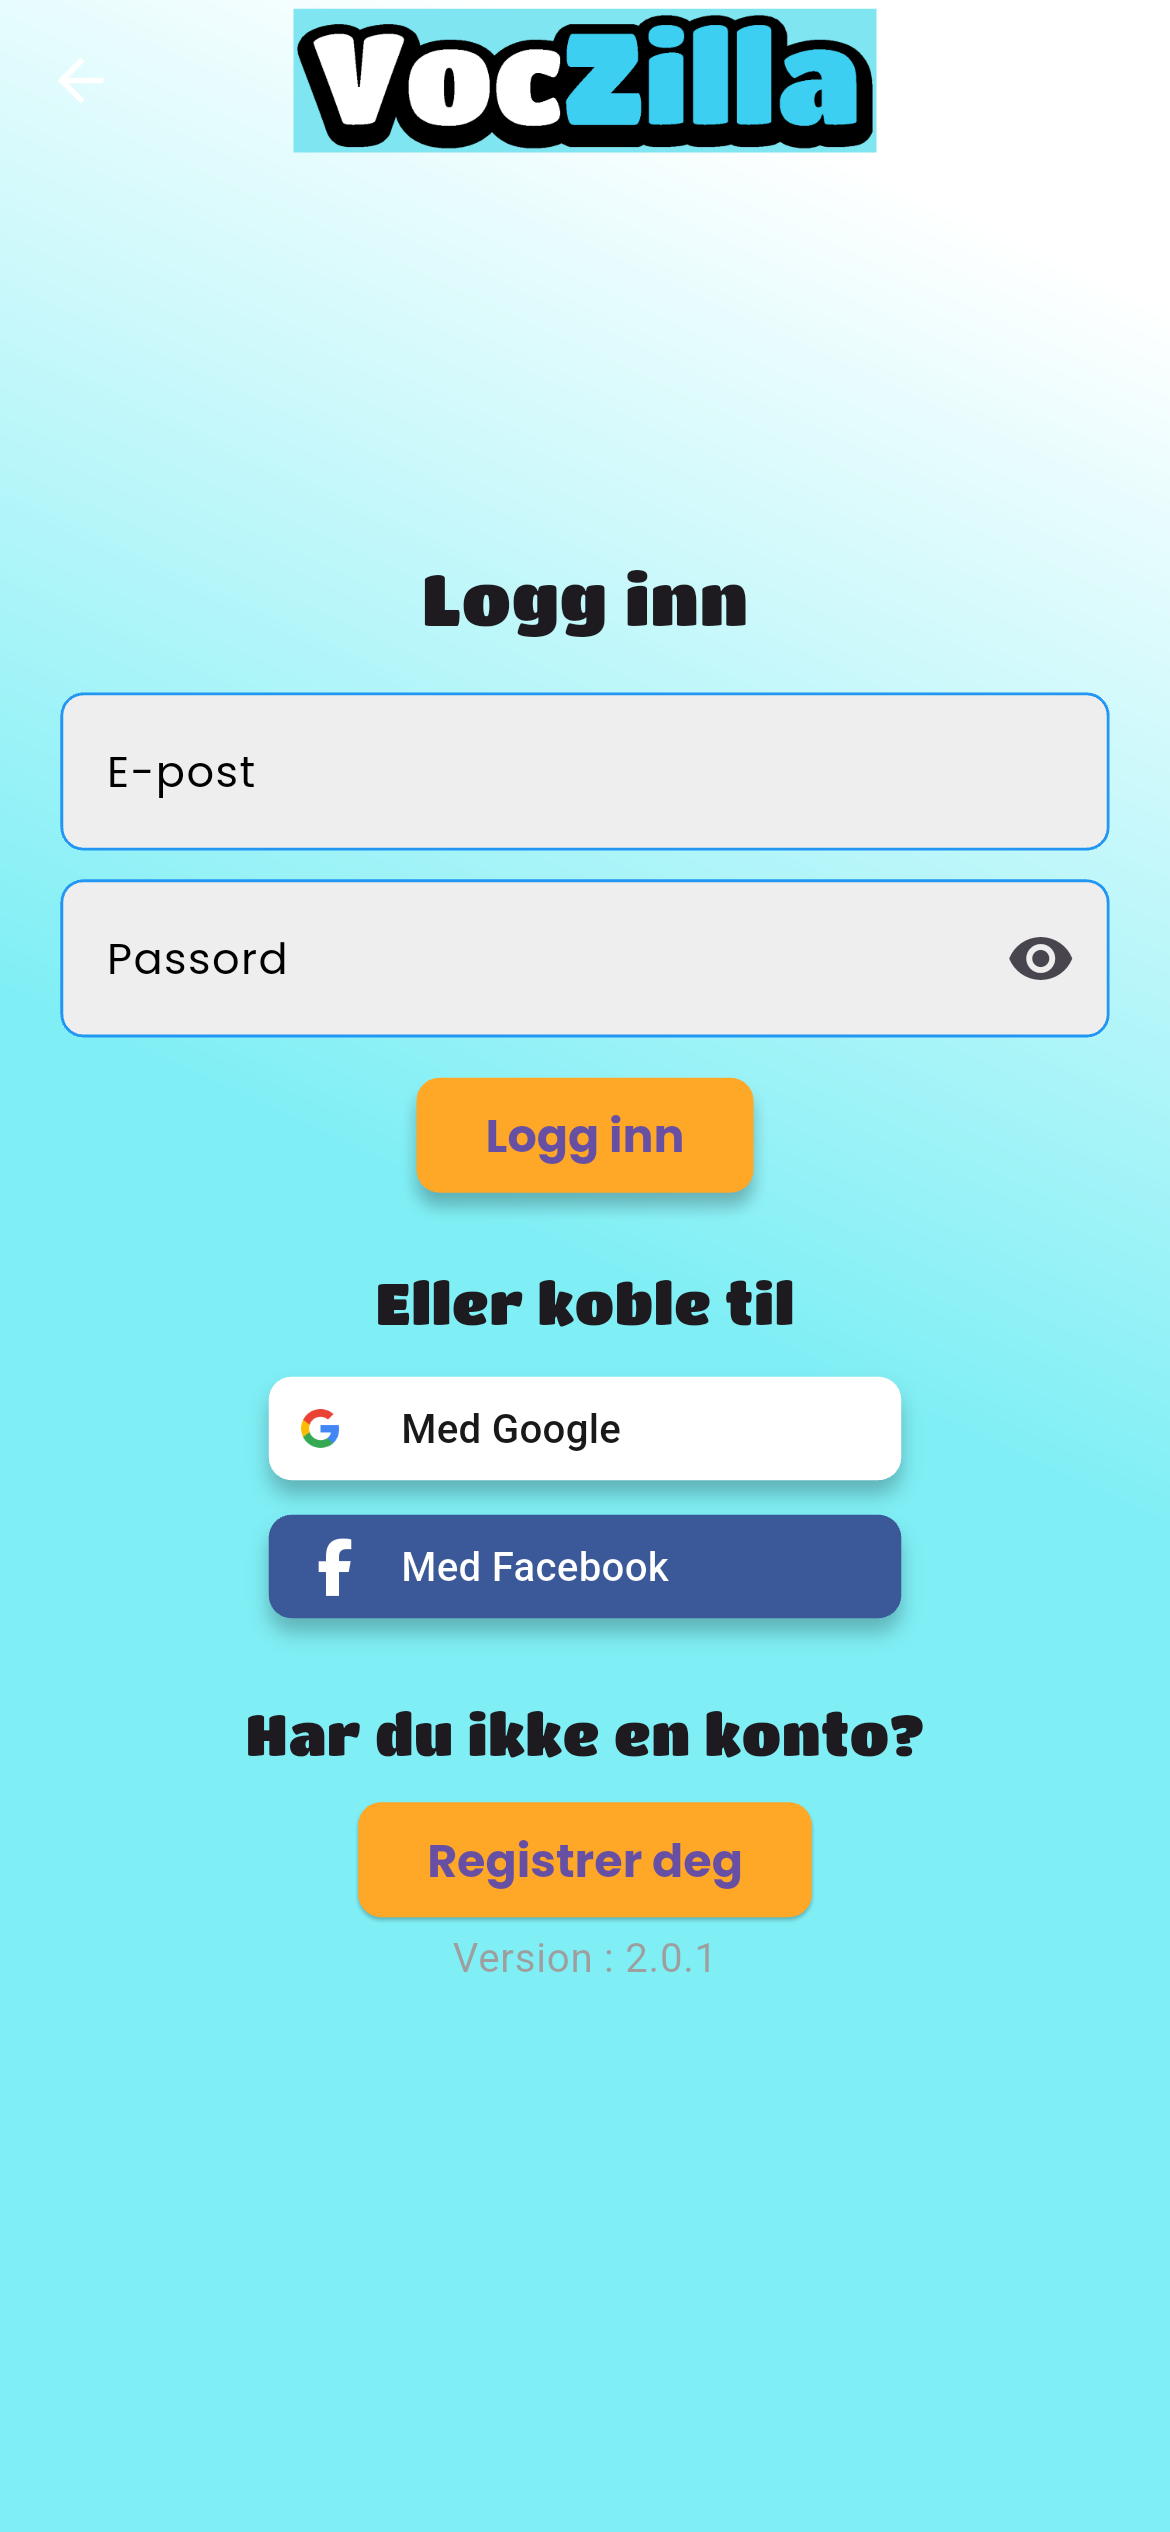 VocZilla
Logg inn
E-post
Passord
Logg inn
Eller koble til
Med Google
Med Facebook
Har du ikke en konto?
Registrer deg
Version : 2.0.1